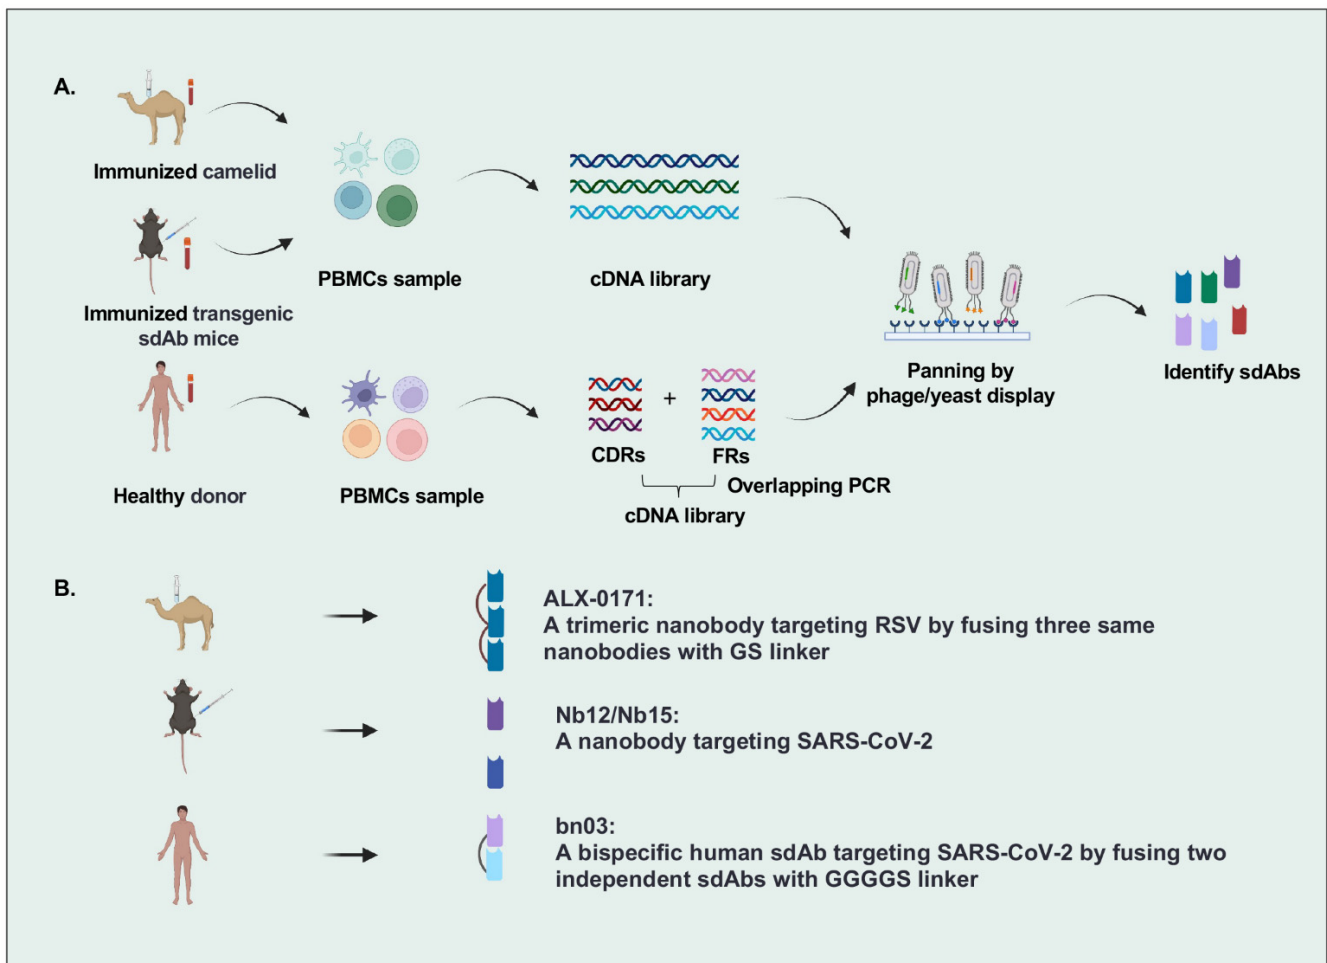 A.
Immunized camelid
Immunized transgenic
sdAb mice
Healthy donor
PBMCs sample
PBMCs sample
cDNA library
CDRs
+
FRs
Overlapping PCR
cDNA library
Panning by
phage/yeast display
Identify sdAbs
B.
ALX-0171:
A trimeric nanobody targeting RSV by fusing three same
nanobodies with GS linker
Nb12/Nb15:
A nanobody targeting SARS-CoV-2
bn03:
A bispecific human sdAb targeting SARS-CoV-2 by fusing two
independent sdAbs with GGGGS linker